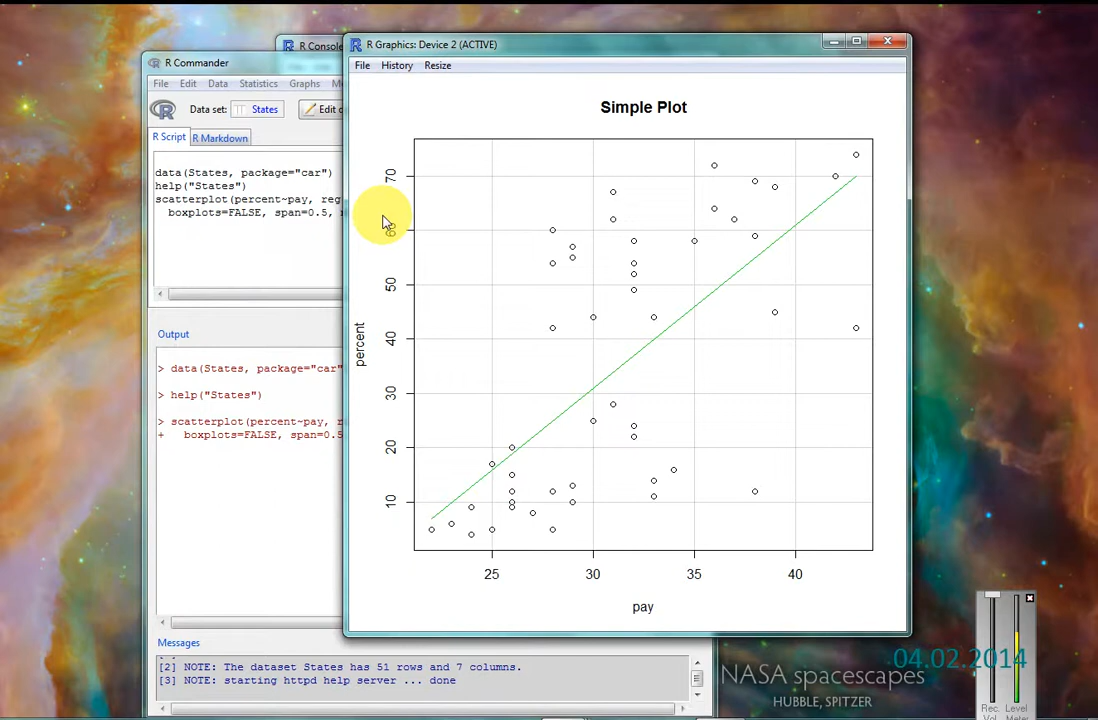 R Console
R Graphics: Device 2 (ACTIVE)
R Commander
File History Resize
File Edit Data Statistics Graphs
Data set: States Edit
R Script R Markdown
data(States, package="car")
help("States")
scatterplot(percent~pay, reg
boxplots=FALSE, span=0.5,
Output
> data(States, package="car"
> help("States")
> scatterplot(percent~pay,
+ boxplots=FALSE, span=0.5
Simple Plot
70
60
50
40
30
20
10
percent
25 30 35 40
pay
Messages
[2] NOTE: The dataset States has 51 rows and 7 columns.
[3] NOTE: starting httpd help server ... done
04.02.2014
NASA spacescapes
HUBBLE, SPITZER
Rec. Level
Vol Meter